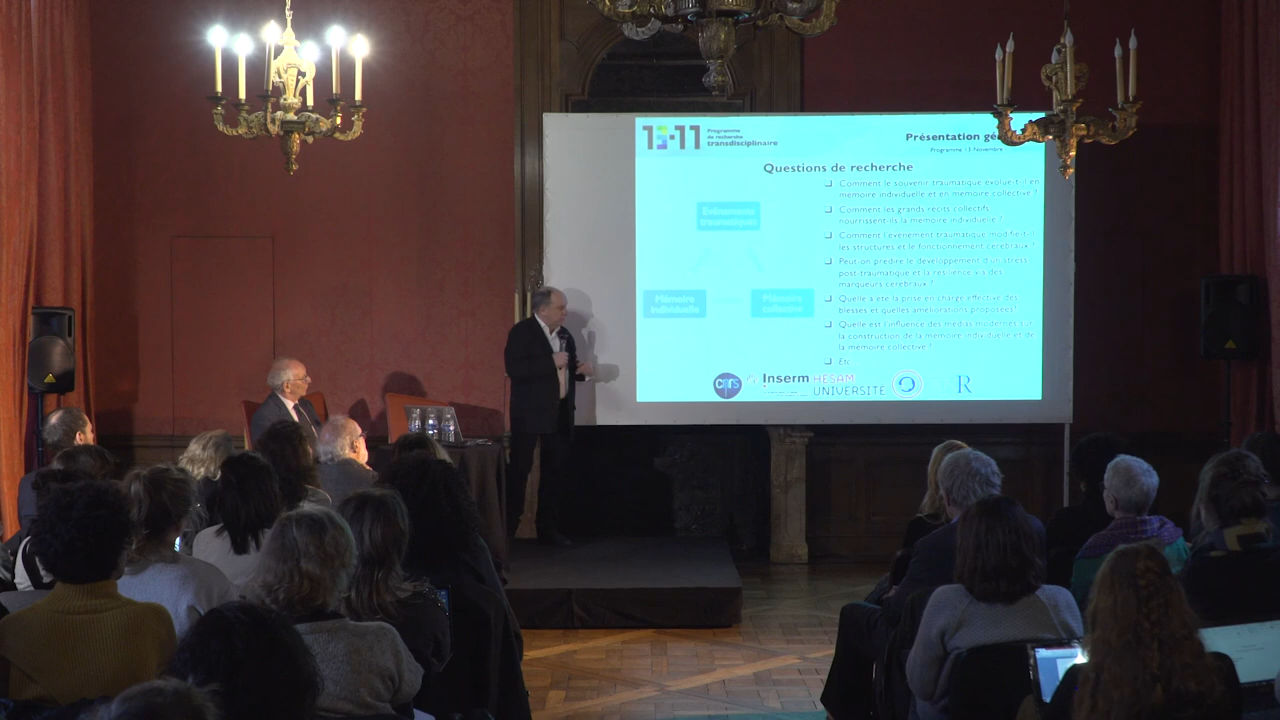 13-11
Programme
de recherche
transdisciplinaire
Présentation
Programme 13 Novembre
Questions de recherche
Evénements
traumatiques
Mémoire
individuelle
Mémoire
collective
❑ Comment le souvenir traumatique évolue-t-il en
mémoire individuelle et en mémoire collective ?
❑ Comment les grands récits collectifs
nourrissent-ils la mémoire individuelle ?
❑ Comment l'événement traumatique modifie-t-il
les structures et le fonctionnement cérébraux ?
❑ Peut-on prédire le développement d'un stress
post-traumatique et la résilience via des
marqueurs cérébraux ?
❑ Quelle a été la prise en charge effective des
blessés et quelles améliorations proposées?
❑ Quelle est l'influence des médias modernes sur
la construction de la mémoire individuelle et de
la mémoire collective ?
❑ Etc
cnrs
Inserm
HESAM
UNIVERSITÉ
R